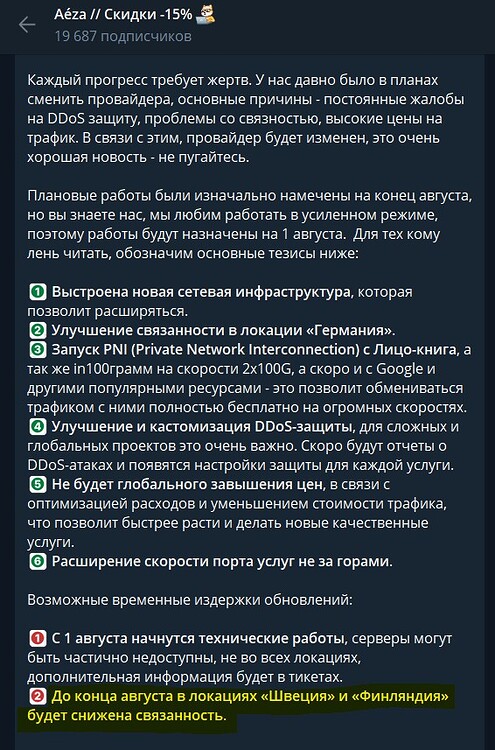 Aéza // Скидки -15%
19 687 подписчиков
Каждый прогресс требует жертв. У нас давно было в планах
сменить провайдера, основные причины - постоянные жалобы
на DDoS защиту, проблемы со связностью, высокие цены на
трафик. В связи с этим, провайдер будет изменен, это очень
хорошая новость - не пугайтесь.
Плановые работы были изначально намечены на конец августа,
но вы знаете нас, мы любим работать в усиленном режиме,
поэтому работы будут назначены на 1 августа. Для тех кому
лень читать, обозначим основные тезисы ниже:
1 Выстроена новая сетевая инфраструктура, которая
позволит расширяться.
2 Улучшение связанности в локации «Германия».
3 Запуск PNI (Private Network Interconnection) с Лицо-книга, а
так же in100грамм на скорости 2x100G, а скоро и с Google и
другими популярными ресурсами - это позволит обмениваться
трафиком с ними полностью бесплатно на огромных скоростях.
4 Улучшение и кастомизация DDoS-защиты, для сложных и
глобальных проектов это очень важно. Скоро будут отчеты о
DDoS-атаках и появятся настройки защиты для каждой услуги.
5 Не будет глобального завышения цен, в связи с
оптимизацией расходов и уменьшением стоимости трафика,
что позволит быстрее расти и делать новые качественные
услуги.
6 Расширение скорости порта услуг не за горами.
Возможные временные издержки обновлений:
1 С 1 августа начнутся технические работы, серверы могут
быть частично недоступны, не во всех локациях,
дополнительная информация будет в тикетах.
2 До конца августа в локациях «Швеция» и «Финляндия»
будет снижена связанность.